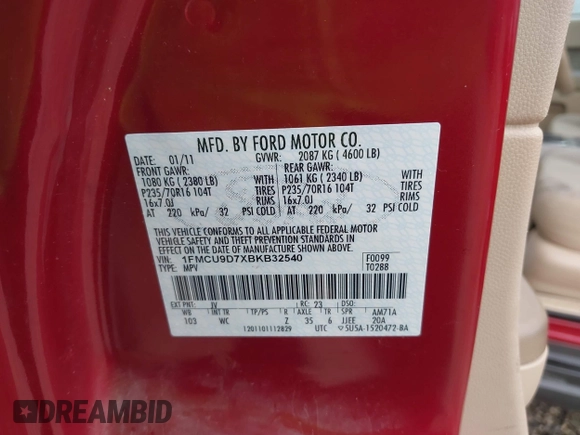 MFD. BY FORD MOTOR CO.
DATE: 01/11 GVWR: 2087 KG ( 4600 LB)
FRONT GAWR: REAR GAWR:
1080 KG ( 2380 LB) WITH 1061 KG ( 2340 LB) WITH
P235/70R16 104T TIRES P235/70R16 104T TIRES
16x7.0J RIMS 16x7.0J RIMS
AT 220 kPa/ 32 PSI COLD AT 220 kPa/ 32 PSI COLD
THIS VEHICLE CONFORMS TO ALL APPLICABLE FEDERAL MOTOR
VEHICLE SAFETY AND THEFT PREVENTION STANDARDS IN EFFECT ON THE DATE OF MANUFACTURE SHOWN ABOVE.
VIN: 1FMCU9D7XBKB32540 F0099
TYPE: MPV T0288
EXT PNT: JV RC: 23 DSO:
WB INT TR TP/PS R AXLE TR SPR AM71A
103 WC Z 35 6 JJEE 20A
1201101112829 UTC 5U5A-1520472-BA
DREAMBID